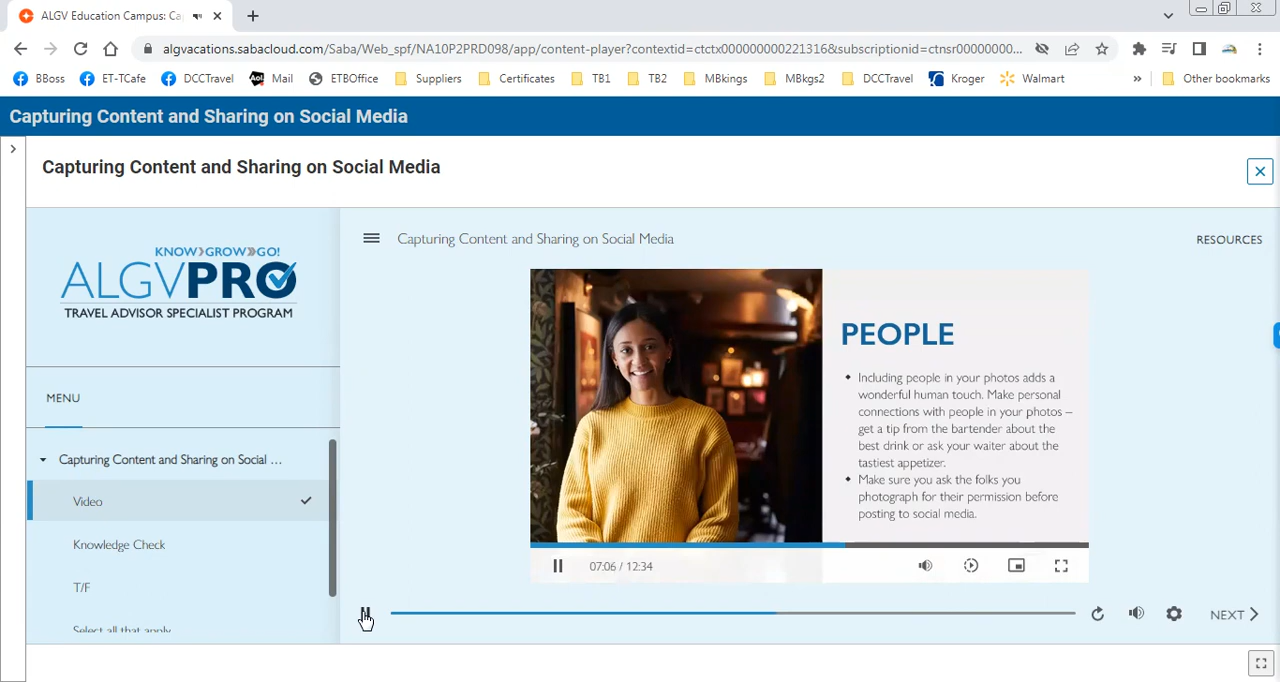 ALGV Education Campus: Ca
algvacations.sabacloud.com/Saba/Web_spf/NA10P2PRD098/app/content-player?contextid=ctctx000000000221316&subscriptionid=ctnsr00000000...
BBoss ET-TCafe DCCTravel Aol. Mail ETBOffice Suppliers Certificates TB1 TB2 MBkings MBkgs2 DCCTravel Kroger Walmart » Other bookmarks
Capturing Content and Sharing on Social Media
Capturing Content and Sharing on Social Media
KNOW»GROW»GO!
ALGVPRO
TRAVEL ADVISOR SPECIALIST PROGRAM
MENU
Capturing Content and Sharing on Social ...
Video
Knowledge Check
T/F
Select all that apply
Capturing Content and Sharing on Social Media
RESOURCES
PEOPLE
• Including people in your photos adds a
wonderful human touch. Make personal
connections with people in your photos –
get a tip from the bartender about the
best drink or ask your waiter about the
tastiest appetizer.
• Make sure you ask the folks you
photograph for their permission before
posting to social media.
07:06 / 12:34
NEXT